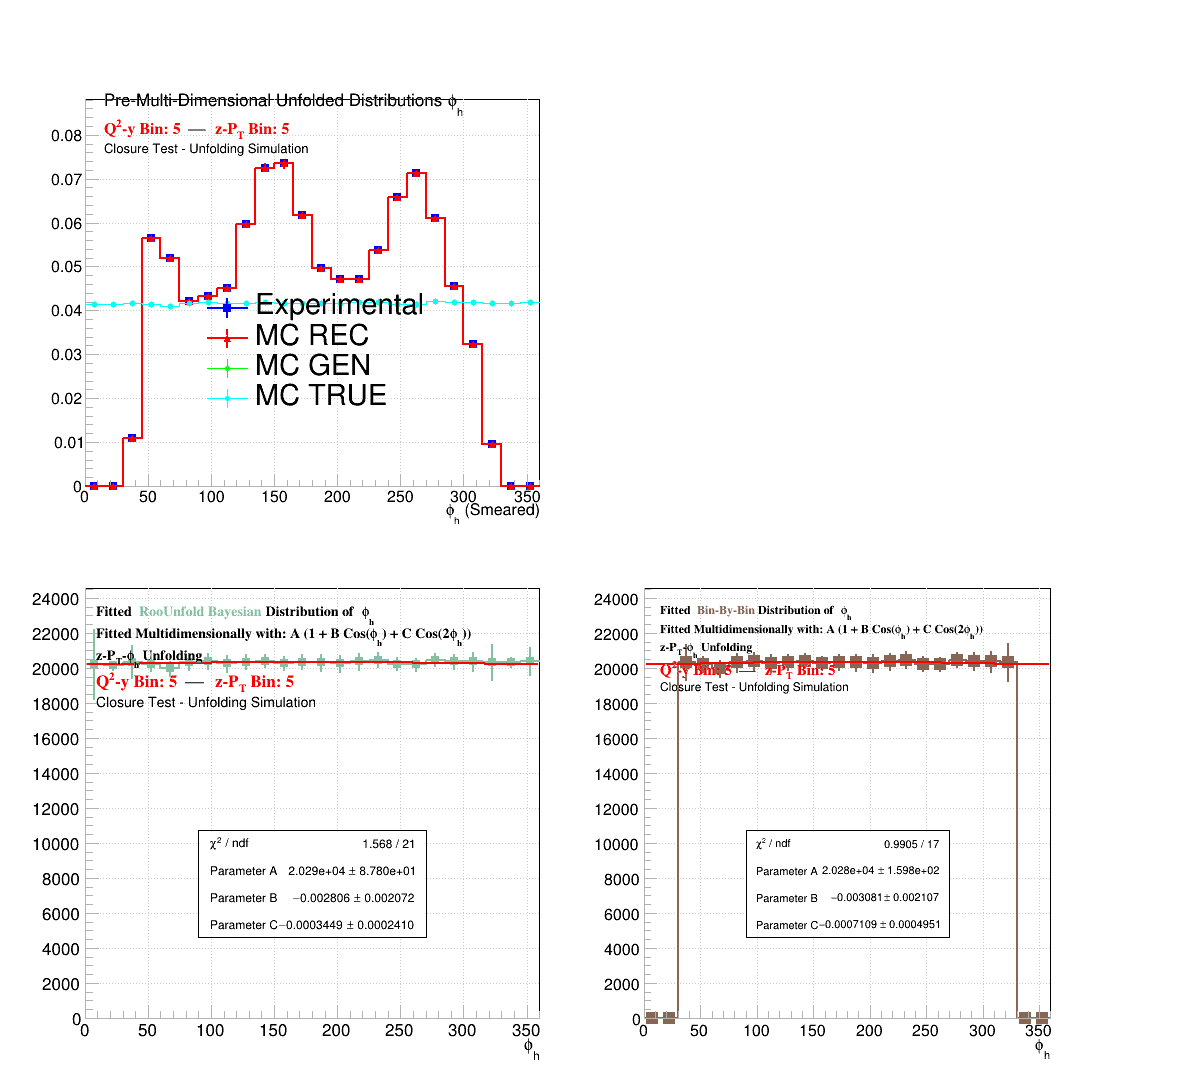 Pre-Multi-Dimensional Unfolded Distributions ϕh
Q2-y Bin: 5 — z-PT Bin: 5
Closure Test - Unfolding Simulation
0.08
0.07
0.06
0.05
0.04
0.03
0.02
0.01
0
Experimental
MC REC
MC GEN
MC TRUE
0 50 100 150 200 250 300 350
ϕh (Smeared)
24000
22000
20000
18000
16000
14000
12000
10000
8000
6000
4000
2000
0
Fitted RooUnfold Bayesian Distribution of ϕh
Fitted Multidimensionally with: A (1 + B Cos(ϕh) + C Cos(2ϕh))
z-PT-ϕh Unfolding
Q2-y Bin: 5 — z-PT Bin: 5
Closure Test - Unfolding Simulation
χ2 / ndf 1.568 / 21
Parameter A 2.029e+04 ± 8.780e+01
Parameter B −0.002806 ± 0.002072
Parameter C −0.0003449 ± 0.0002410
0 50 100 150 200 250 300 350
ϕh
24000
22000
20000
18000
16000
14000
12000
10000
8000
6000
4000
2000
0
Fitted Bin-By-Bin Distribution of ϕh
Fitted Multidimensionally with: A (1 + B Cos(ϕh) + C Cos(2ϕh))
z-PT-ϕh Unfolding
Q2-y Bin: 5 — z-PT Bin: 5
Closure Test - Unfolding Simulation
χ2 / ndf 0.9905 / 17
Parameter A 2.028e+04 ± 1.598e+02
Parameter B −0.003081 ± 0.002107
Parameter C −0.0007109 ± 0.0004951
0 50 100 150 200 250 300 350
ϕh